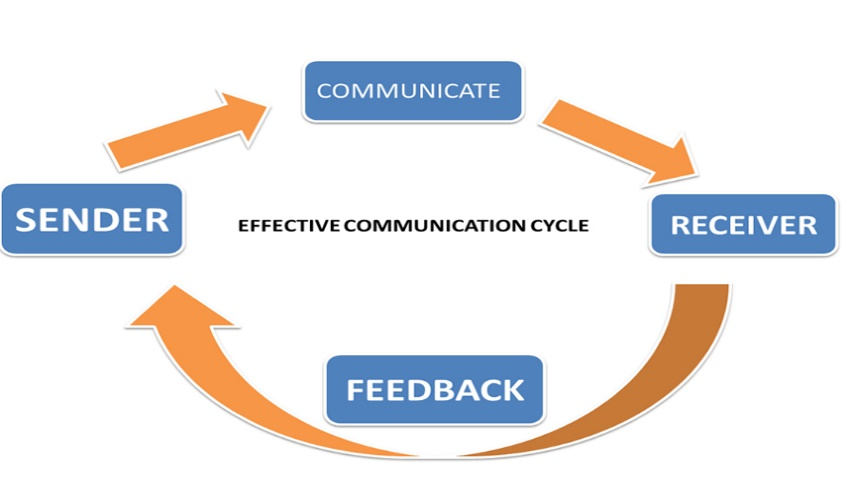 COMMUNICATE
SENDER
EFFECTIVE COMMUNICATION CYCLE
RECEIVER
FEEDBACK